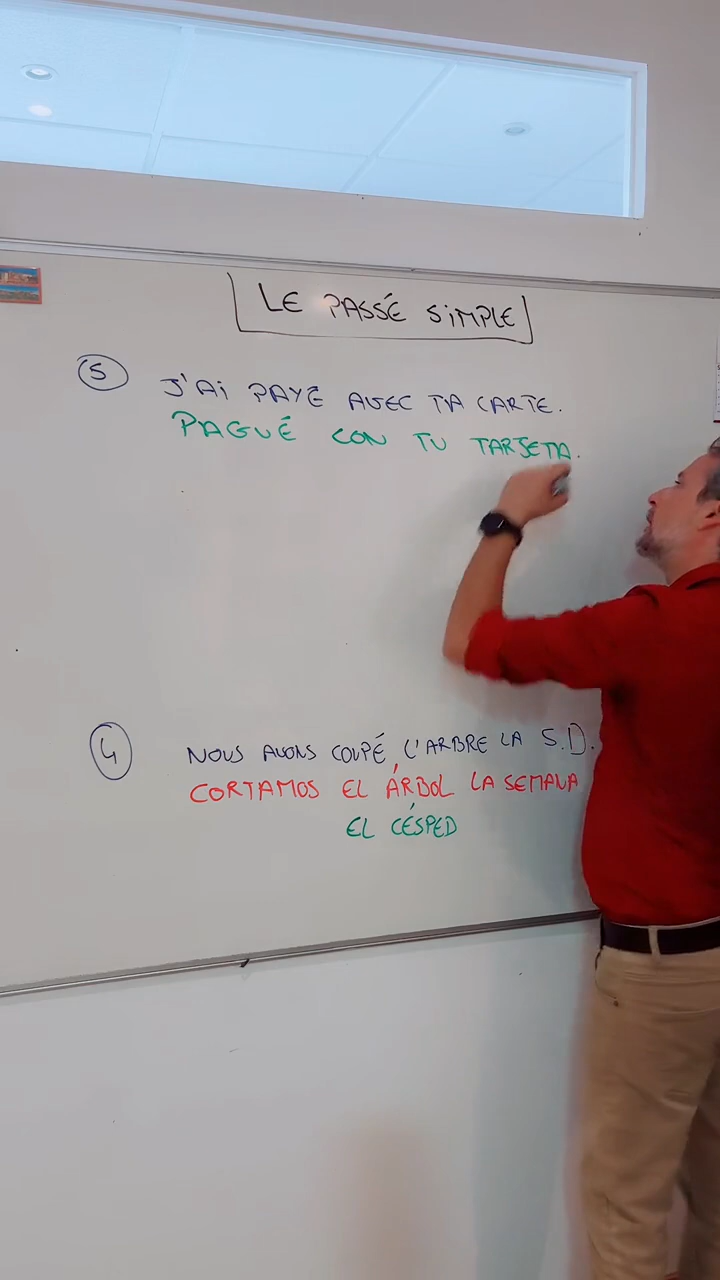 LE PASSÉ SIMPLE
5
J'AI PAYÉ AVEC TA CARTE.
PAGUÉ CON TU TARJETA.
4
NOUS AVONS COUPÉ L'ARBRE LA S.D.
CORTAMOS EL ÁRBOL LA SEMANA
EL CÉSPED